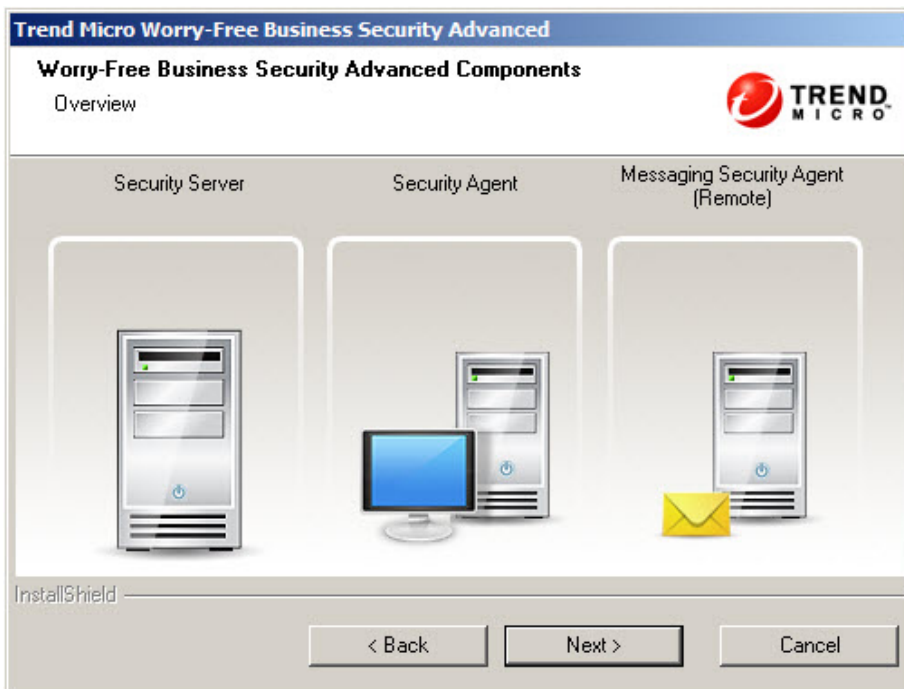 Trend Micro Worry-Free Business Security Advanced
Worry-Free Business Security Advanced Components
Overview
TREND
MICRO™
Security Server
Security Agent
Messaging Security Agent
(Remote)
InstallShield
< Back
Next >
Cancel